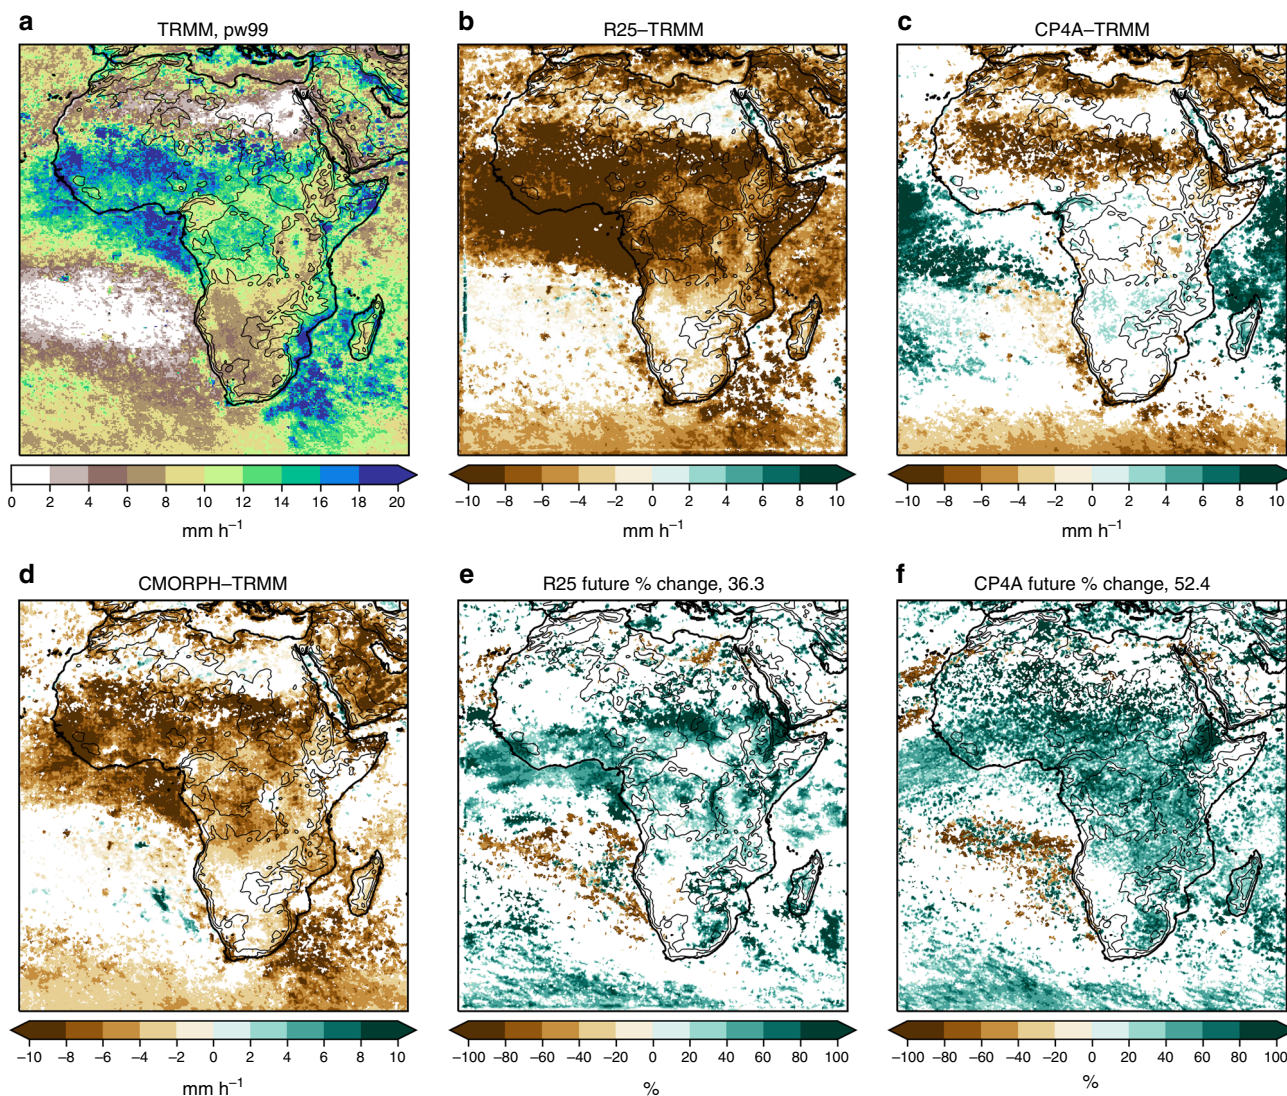 a
TRMM, pw99
0 2 4 6 8 10 12 14 16 18 20
mm h⁻¹
b
R25–TRMM
−10 −8 −6 −4 −2 0 2 4 6 8 10
mm h⁻¹
c
CP4A–TRMM
−10 −8 −6 −4 −2 0 2 4 6 8 10
mm h⁻¹
d
CMORPH–TRMM
−10 −8 −6 −4 −2 0 2 4 6 8 10
mm h⁻¹
e
R25 future % change, 36.3
−100 −80 −60 −40 −20 0 20 40 60 80 100
%
f
CP4A future % change, 52.4
−100 −80 −60 −40 −20 0 20 40 60 80 100
%